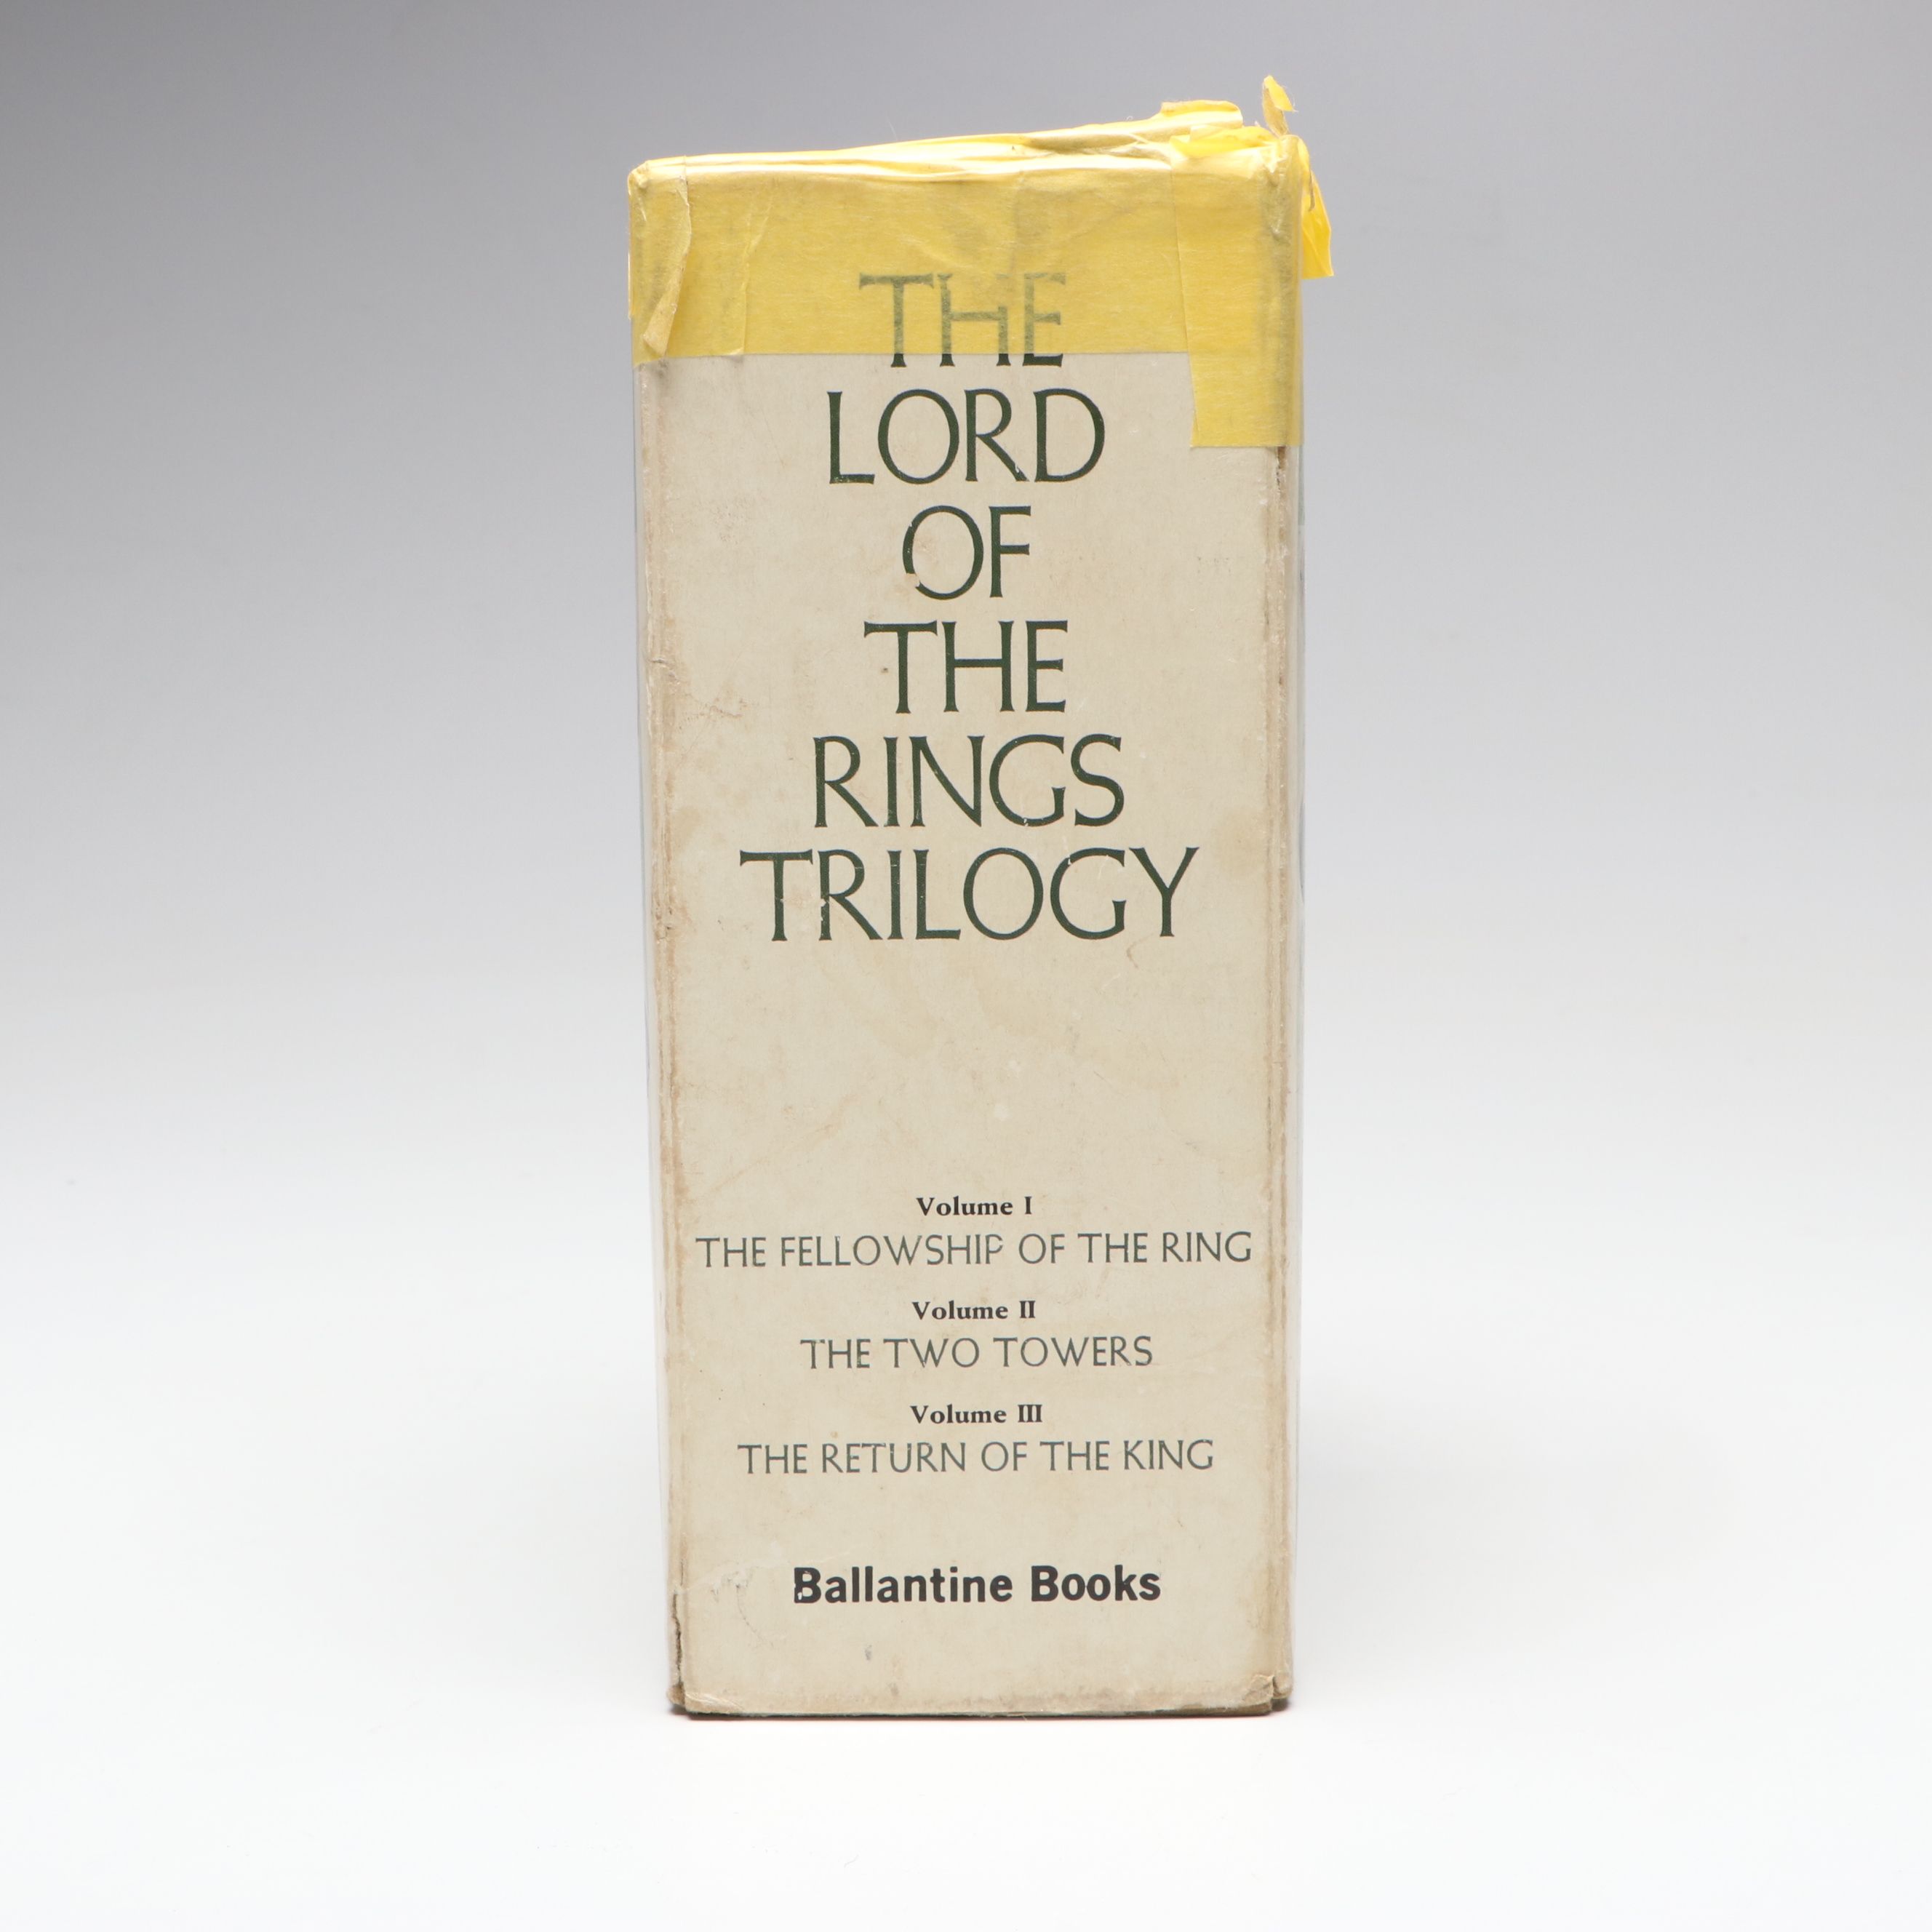 THE
LORD
OF
THE
RINGS
TRILOGY
Volume I
THE FELLOWSHIP OF THE RING
Volume II
THE TWO TOWERS
Volume III
THE RETURN OF THE KING
Ballantine Books